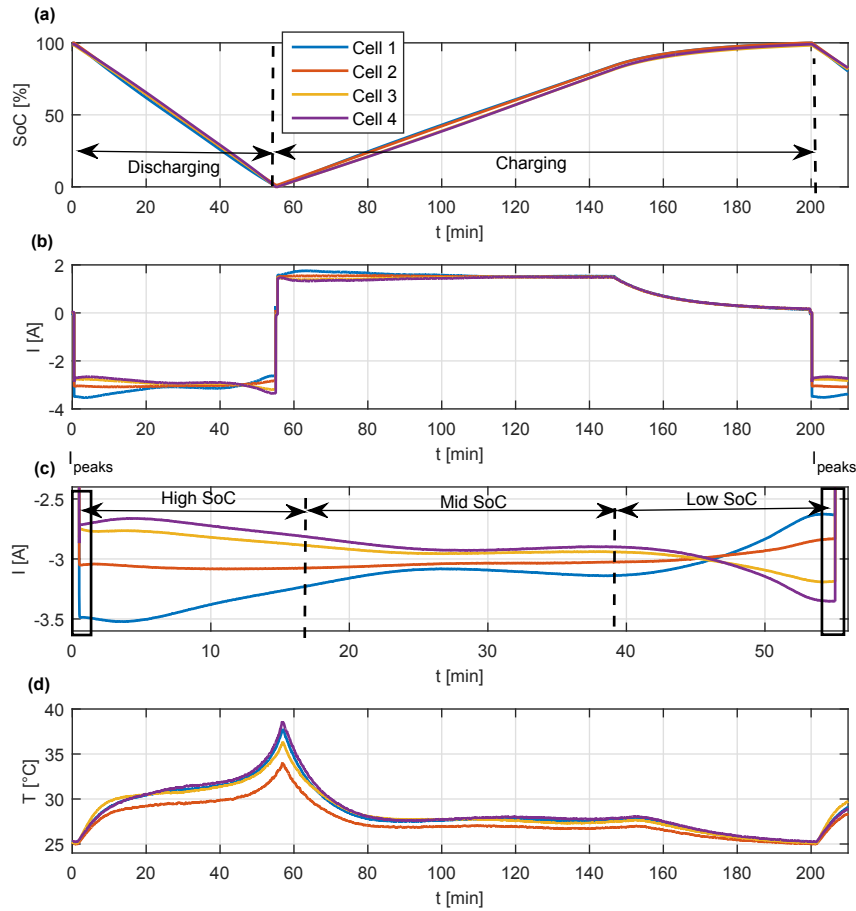 (a)
100
50
0
SoC [%]
Cell 1
Cell 2
Cell 3
Cell 4
Discharging
Charging
0 20 40 60 80 100 120 140 160 180 200
t [min]
(b)
2
0
-2
-4
I [A]
0 20 40 60 80 100 120 140 160 180 200
t [min]
(c)
I peaks
I peaks
-2.5
-3
-3.5
I [A]
High SoC
Mid SoC
Low SoC
0 10 20 30 40 50
t [min]
(d)
40
35
30
25
T [°C]
0 20 40 60 80 100 120 140 160 180 200
t [min]